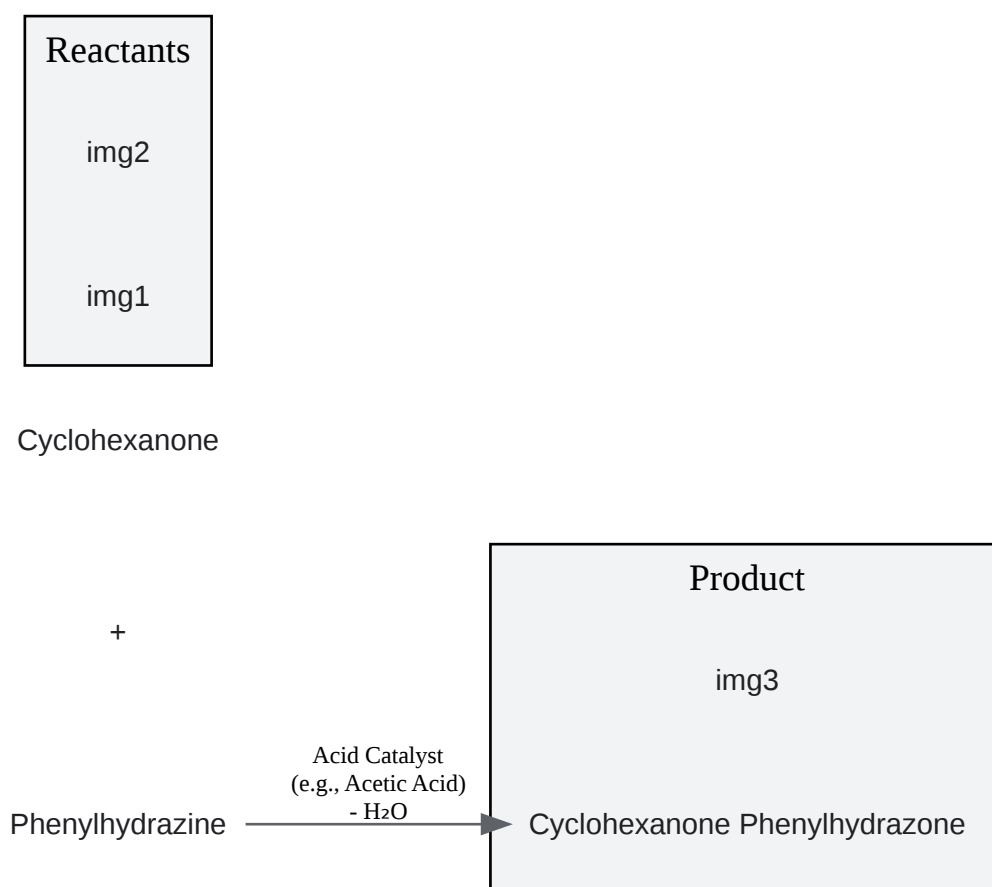 Reactants
img2
img1
Cyclohexanone
+
Product
img3
Acid Catalyst
(e.g., Acetic Acid)
- H₂O
Phenylhydrazine
Cyclohexanone Phenylhydrazone